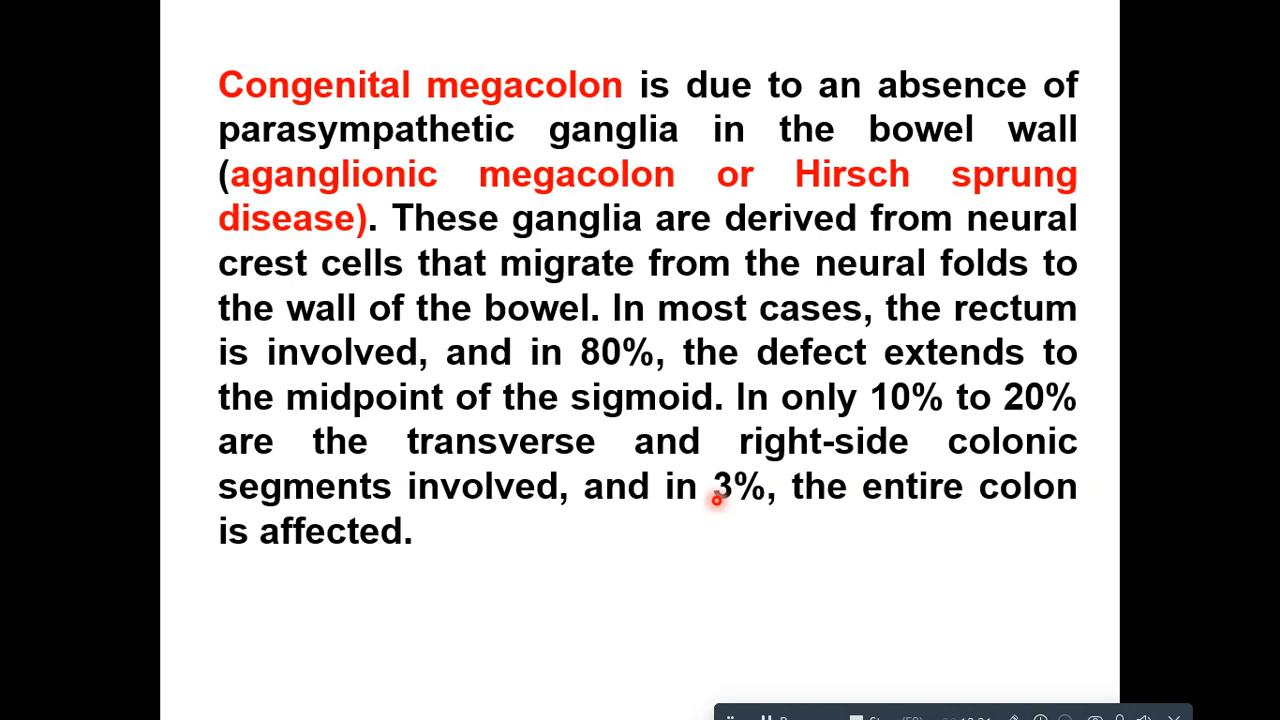 Congenital megacolon is due to an absence of
parasympathetic ganglia in the bowel wall
(aganglionic megacolon or Hirsch sprung
disease). These ganglia are derived from neural
crest cells that migrate from the neural folds to
the wall of the bowel. In most cases, the rectum
is involved, and in 80%, the defect extends to
the midpoint of the sigmoid. In only 10% to 20%
are the transverse and right-side colonic
segments involved, and in 3%, the entire colon
is affected.